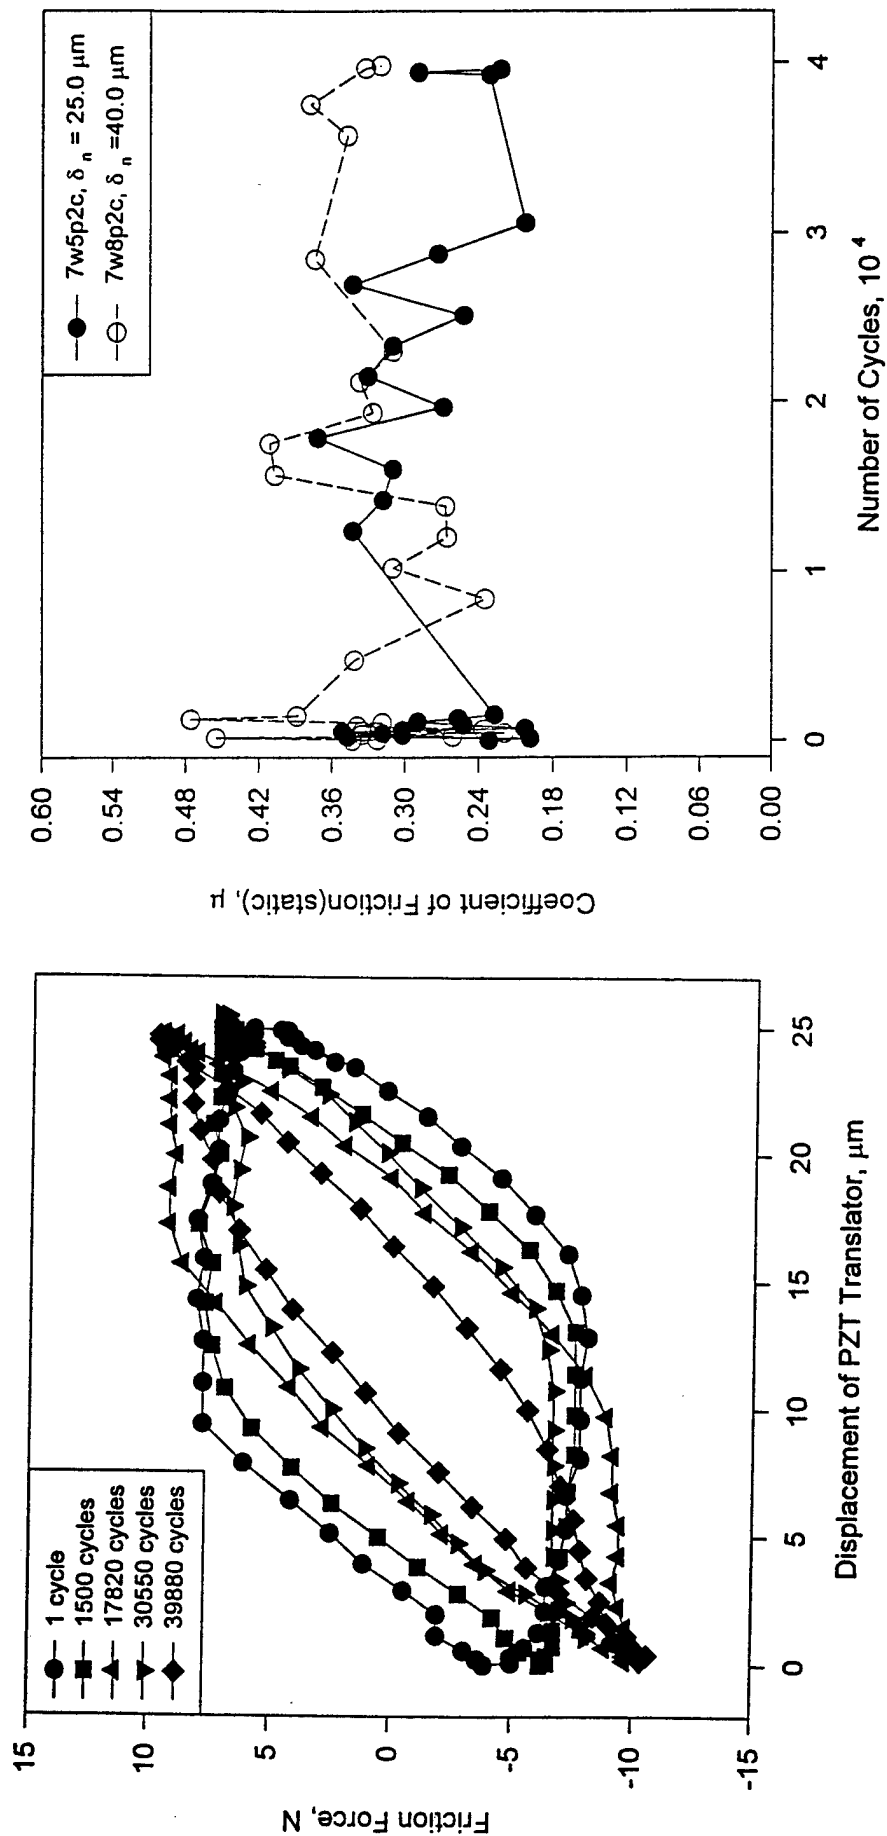 15
10
5
0
-5
-10
-15
Friction Force, N
1 cycle
1500 cycles
17820 cycles
30550 cycles
39880 cycles
0
5
10
15
20
25
Displacement of PZT Translator, μm
0.60
0.54
0.48
0.42
0.36
0.30
0.24
0.18
0.12
0.06
0.00
Coefficient of Friction(static), μ
7w5p2c, δ n = 25.0 μm
7w8p2c, δ n =40.0 μm
0
1
2
3
4
Number of Cycles, 10 4